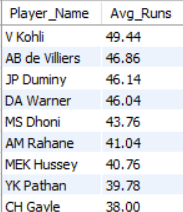 Player_Name Avg_Runs
V Kohli 49.44
AB de Villiers 46.86
JP Duminy 46.14
DA Warner 46.04
MS Dhoni 43.76
AM Rahane 41.04
MEK Hussey 40.76
YK Pathan 39.78
CH Gayle 38.00